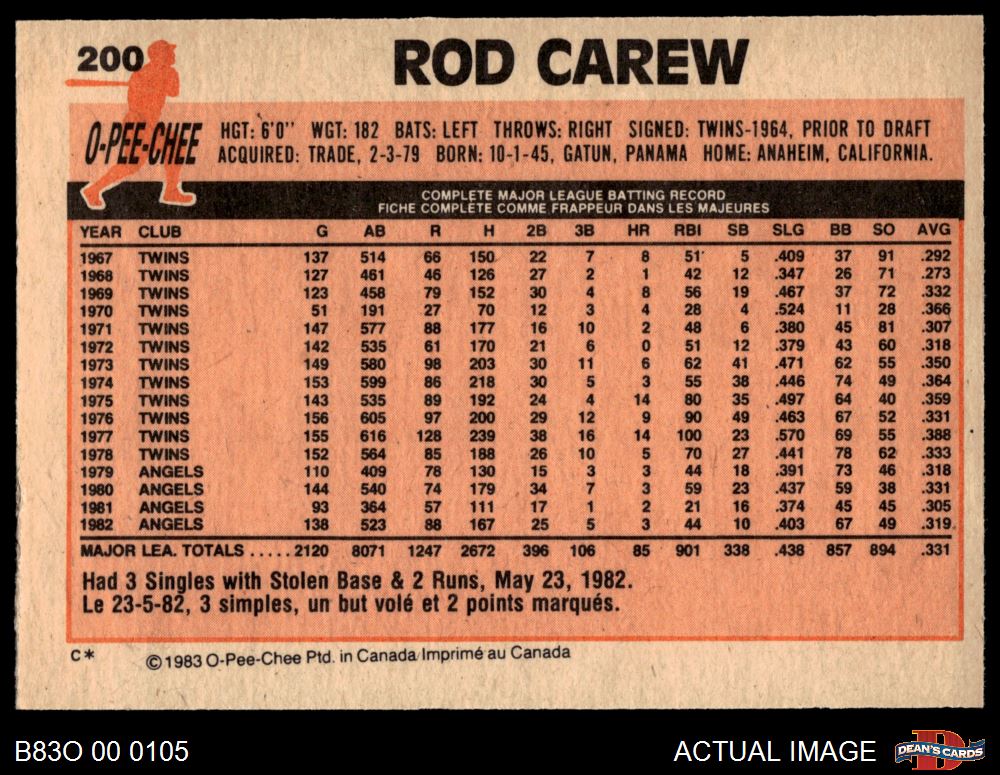 200
ROD CAREW
O-PEE-CHEE
HGT: 6'0" WGT: 182 BATS: LEFT THROWS: RIGHT SIGNED: TWINS-1964, PRIOR TO DRAFT
ACQUIRED: TRADE, 2-3-79 BORN: 10-1-45, GATUN, PANAMA HOME: ANAHEIM, CALIFORNIA.
COMPLETE MAJOR LEAGUE BATTING RECORD
FICHE COMPLÈTE COMME FRAPPEUR DANS LES MAJEURES
YEAR CLUB G AB R H 2B 3B HR RBI SB SLG BB SO AVG
1967 TWINS 137 514 66 150 22 7 8 51 5 .409 37 91 .292
1968 TWINS 127 461 46 126 27 2 1 42 12 .347 26 71 .273
1969 TWINS 123 458 79 152 30 4 8 56 19 .467 37 72 .332
1970 TWINS 51 191 27 70 12 3 4 28 4 .524 11 28 .366
1971 TWINS 147 577 88 177 16 10 2 48 6 .380 45 81 .307
1972 TWINS 142 535 61 170 21 6 0 51 12 .379 43 60 .318
1973 TWINS 149 580 98 203 30 11 6 62 41 .471 62 55 .350
1974 TWINS 153 599 86 218 30 5 3 55 38 .446 74 49 .364
1975 TWINS 143 535 89 192 24 4 14 80 35 .497 64 40 .359
1976 TWINS 156 605 97 200 29 12 9 90 49 .463 67 52 .331
1977 TWINS 155 616 128 239 38 16 14 100 23 .570 69 55 .388
1978 TWINS 152 564 85 188 26 10 5 70 27 .441 78 62 .333
1979 ANGELS 110 409 78 130 15 3 3 44 18 .391 73 46 .318
1980 ANGELS 144 540 74 179 34 7 3 59 23 .437 59 38 .331
1981 ANGELS 93 364 57 111 17 1 2 21 16 .374 45 45 .305
1982 ANGELS 138 523 88 167 25 5 3 44 10 .403 67 49 .319
MAJOR LEA. TOTALS ..... 2120 8071 1247 2672 396 106 85 901 338 .438 857 894 .331
Had 3 Singles with Stolen Base & 2 Runs, May 23, 1982.
Le 23-5-82, 3 simples, un but volé et 2 points marqués.
C*
©1983 O-Pee-Chee Ptd. in Canada/Imprimé au Canada
B83O 00 0105
ACTUAL IMAGE
DEAN'S CARDS